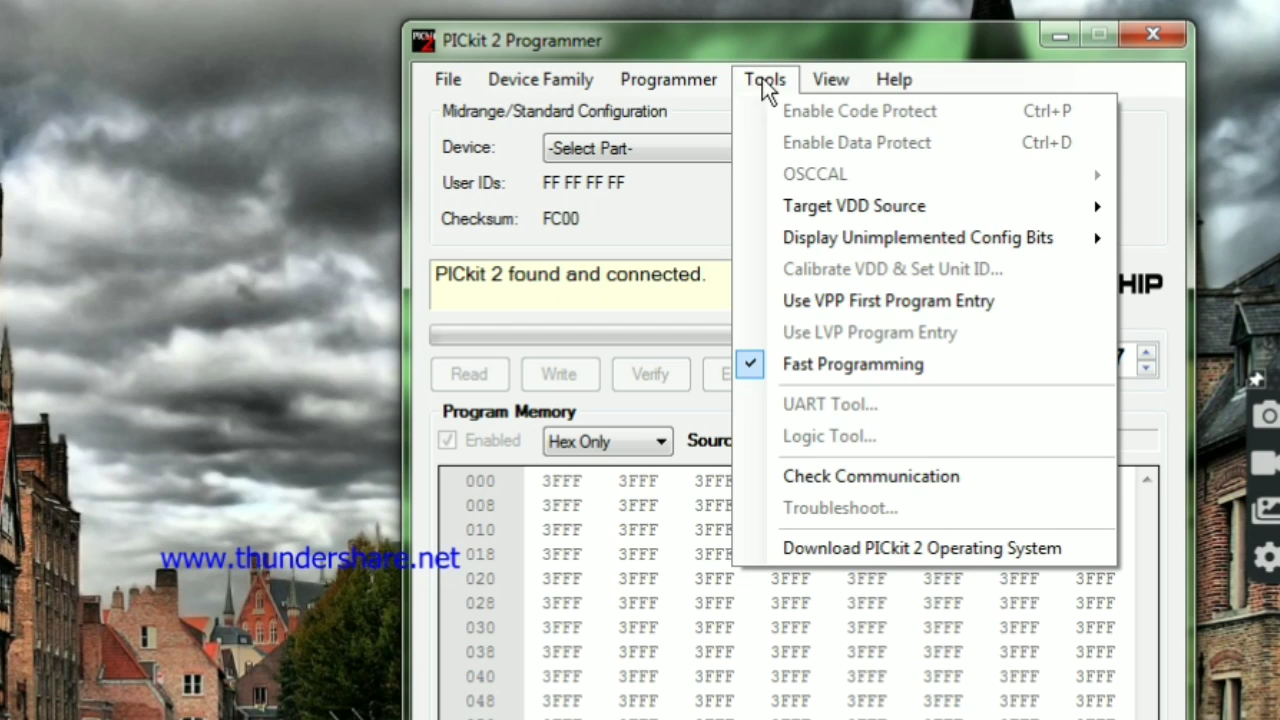 PICkit 2 Programmer
File Device Family Programmer Tools View Help
Midrange/Standard Configuration
Device: -Select Part-
User IDs: FF FF FF FF
Checksum: FC00
PICkit 2 found and connected.
Read Write Verify E
Program Memory
Enabled Hex Only Sourc
Enable Code Protect Ctrl+P
Enable Data Protect Ctrl+D
OSCCAL
Target VDD Source
Display Unimplemented Config Bits
Calibrate VDD & Set Unit ID...
Use VPP First Program Entry
Use LVP Program Entry
Fast Programming
UART Tool...
Logic Tool...
Check Communication
Troubleshoot...
Download PICkit 2 Operating System
HIP
000 3FFF 3FFF 3FFF
008 3FFF 3FFF 3FFF
010 3FFF 3FFF 3FFF
018 3FFF 3FFF 3FFF
020 3FFF 3FFF 3FFF 3FFF 3FFF 3FFF 3FFF 3FFF
028 3FFF 3FFF 3FFF 3FFF 3FFF 3FFF 3FFF 3FFF
030 3FFF 3FFF 3FFF 3FFF 3FFF 3FFF 3FFF 3FFF
038 3FFF 3FFF 3FFF 3FFF 3FFF 3FFF 3FFF 3FFF
040 3FFF 3FFF 3FFF 3FFF 3FFF 3FFF 3FFF 3FFF
048 3FFF 3FFF 3FFF 3FFF 3FFF 3FFF 3FFF 3FFF
www.thundershare.net